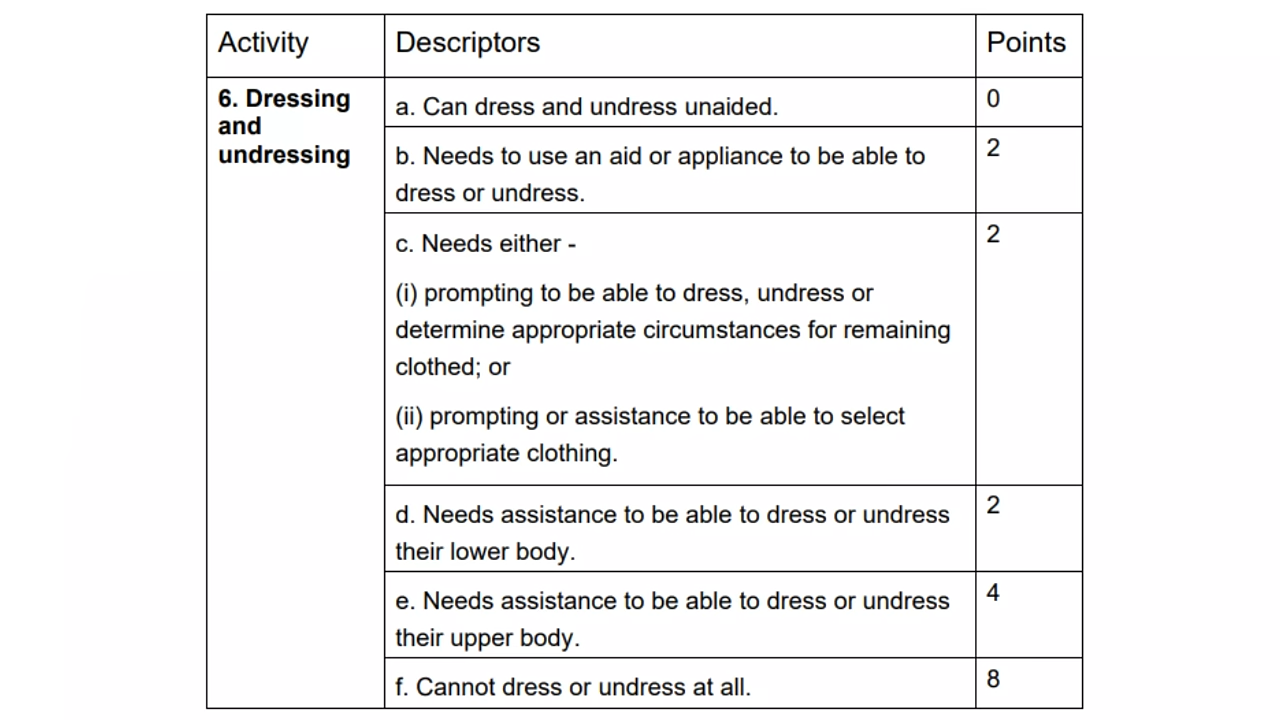 Activity
Descriptors
Points
6. Dressing
and
undressing
a. Can dress and undress unaided.
0
b. Needs to use an aid or appliance to be able to
dress or undress.
2
c. Needs either -
(i) prompting to be able to dress, undress or
determine appropriate circumstances for remaining
clothed; or
(ii) prompting or assistance to be able to select
appropriate clothing.
2
d. Needs assistance to be able to dress or undress
their lower body.
2
e. Needs assistance to be able to dress or undress
their upper body.
4
f. Cannot dress or undress at all.
8